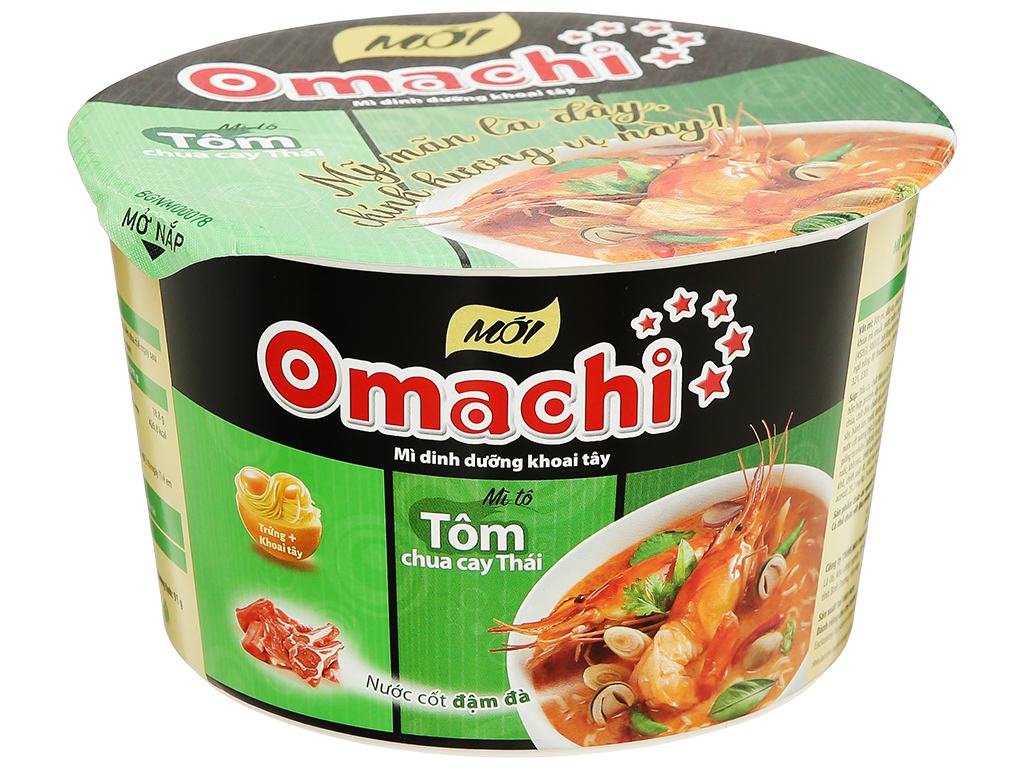 MỚI
Omachi
Mì dinh dưỡng khoai tây
Mì tô
Tôm
chua cay Thái
Mỹ mãn là đây,
chính hương vị này!
BGNM00078
MỞ NẮP
MỚI
Omachi
Mì dinh dưỡng khoai tây
Trứng +
Khoai tây
Mì tô
Tôm
chua cay Thái
Nước cốt đậm đà